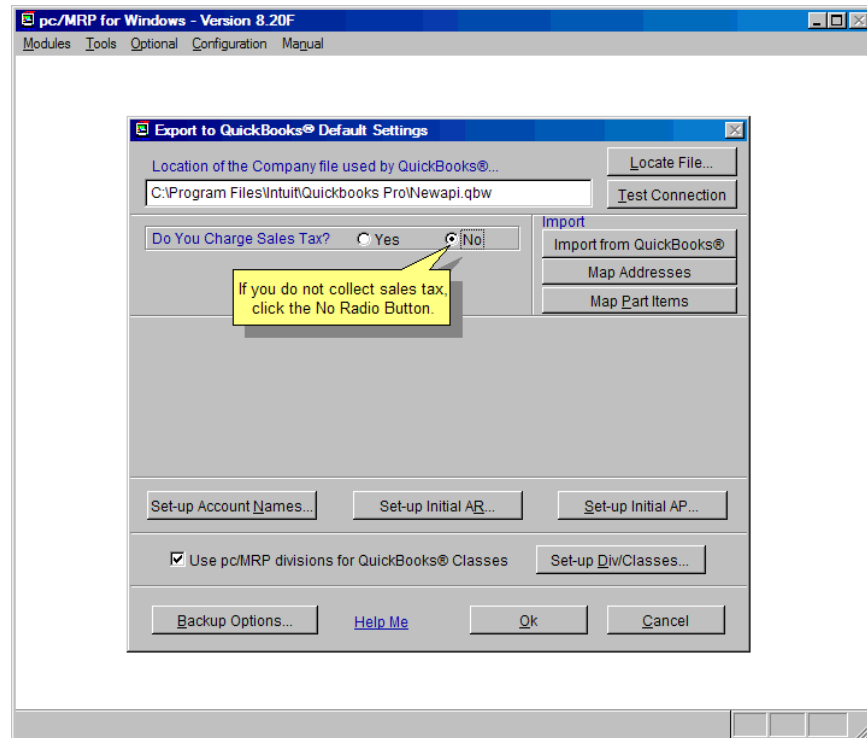 pc/MRP for Windows - Version 8.20F
Modules Tools Optional Configuration Manual
Export to QuickBooks® Default Settings
Location of the Company file used by QuickBooks®...
Locate File...
C:\Program Files\Intuit\Quickbooks Pro\Newapi.qbw
Test Connection
Do You Charge Sales Tax? Yes No
Import
Import from QuickBooks®
Map Addresses
Map Part Items
If you do not collect sales tax,
click the No Radio Button.
Set-up Account Names... Set-up Initial AR... Set-up Initial AP...
Use pc/MRP divisions for QuickBooks® Classes Set-up Div/Classes...
Backup Options... Help Me Ok Cancel